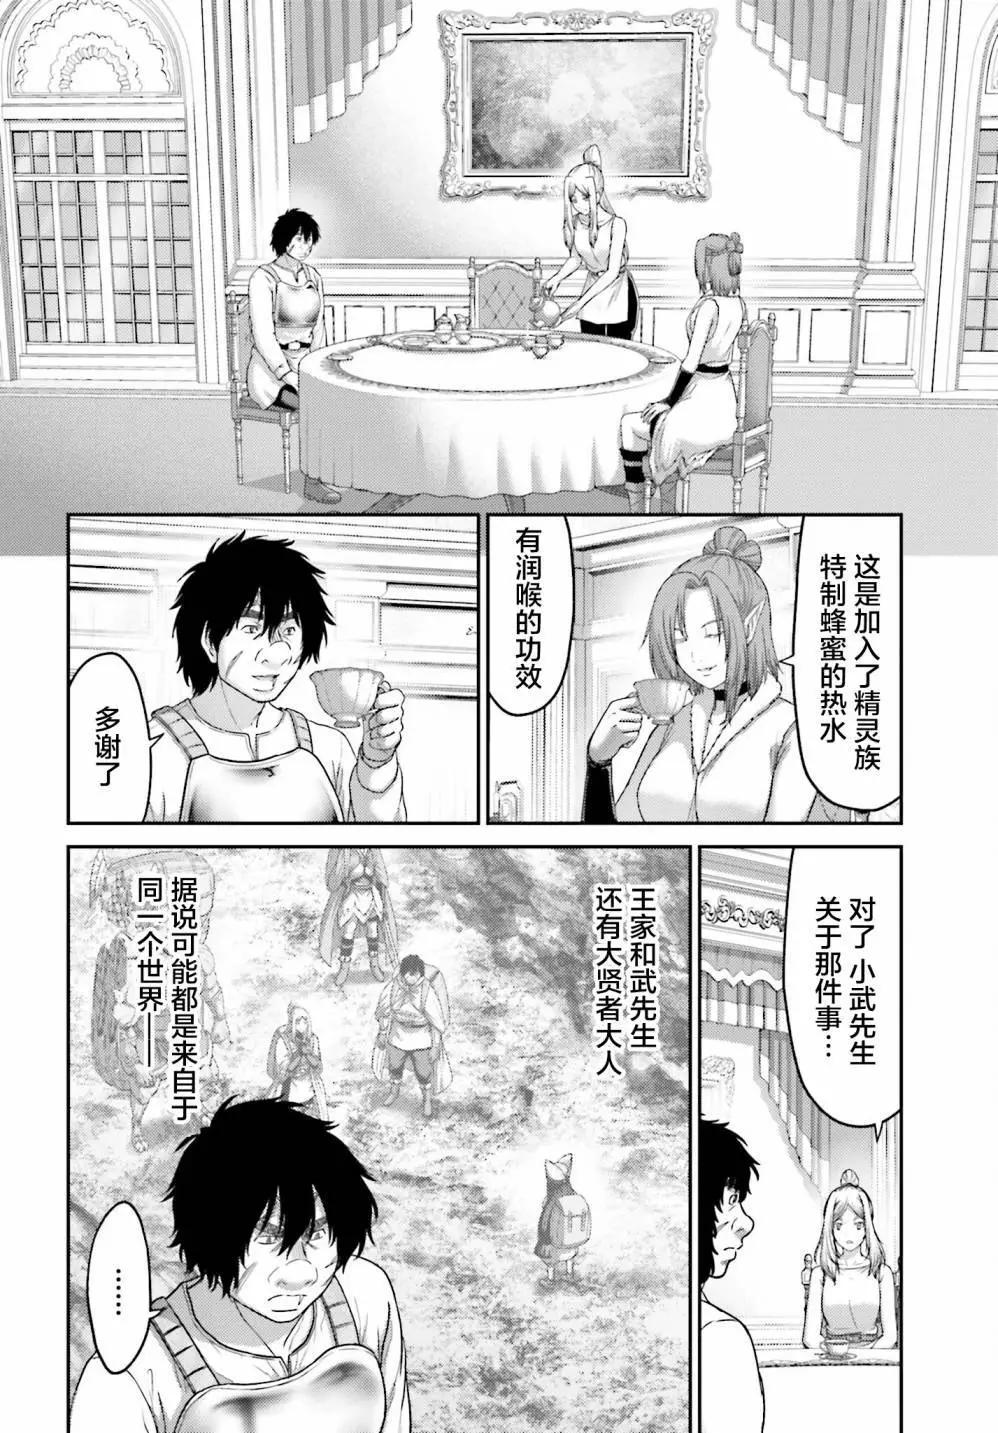 这是加入了精灵族
特制蜂蜜的热水
有润喉的功效
多谢了
对了 小武先生
关于那件事…
王家和武先生
还有大贤者大人
据说可能都是来自于
同一个世界——
……